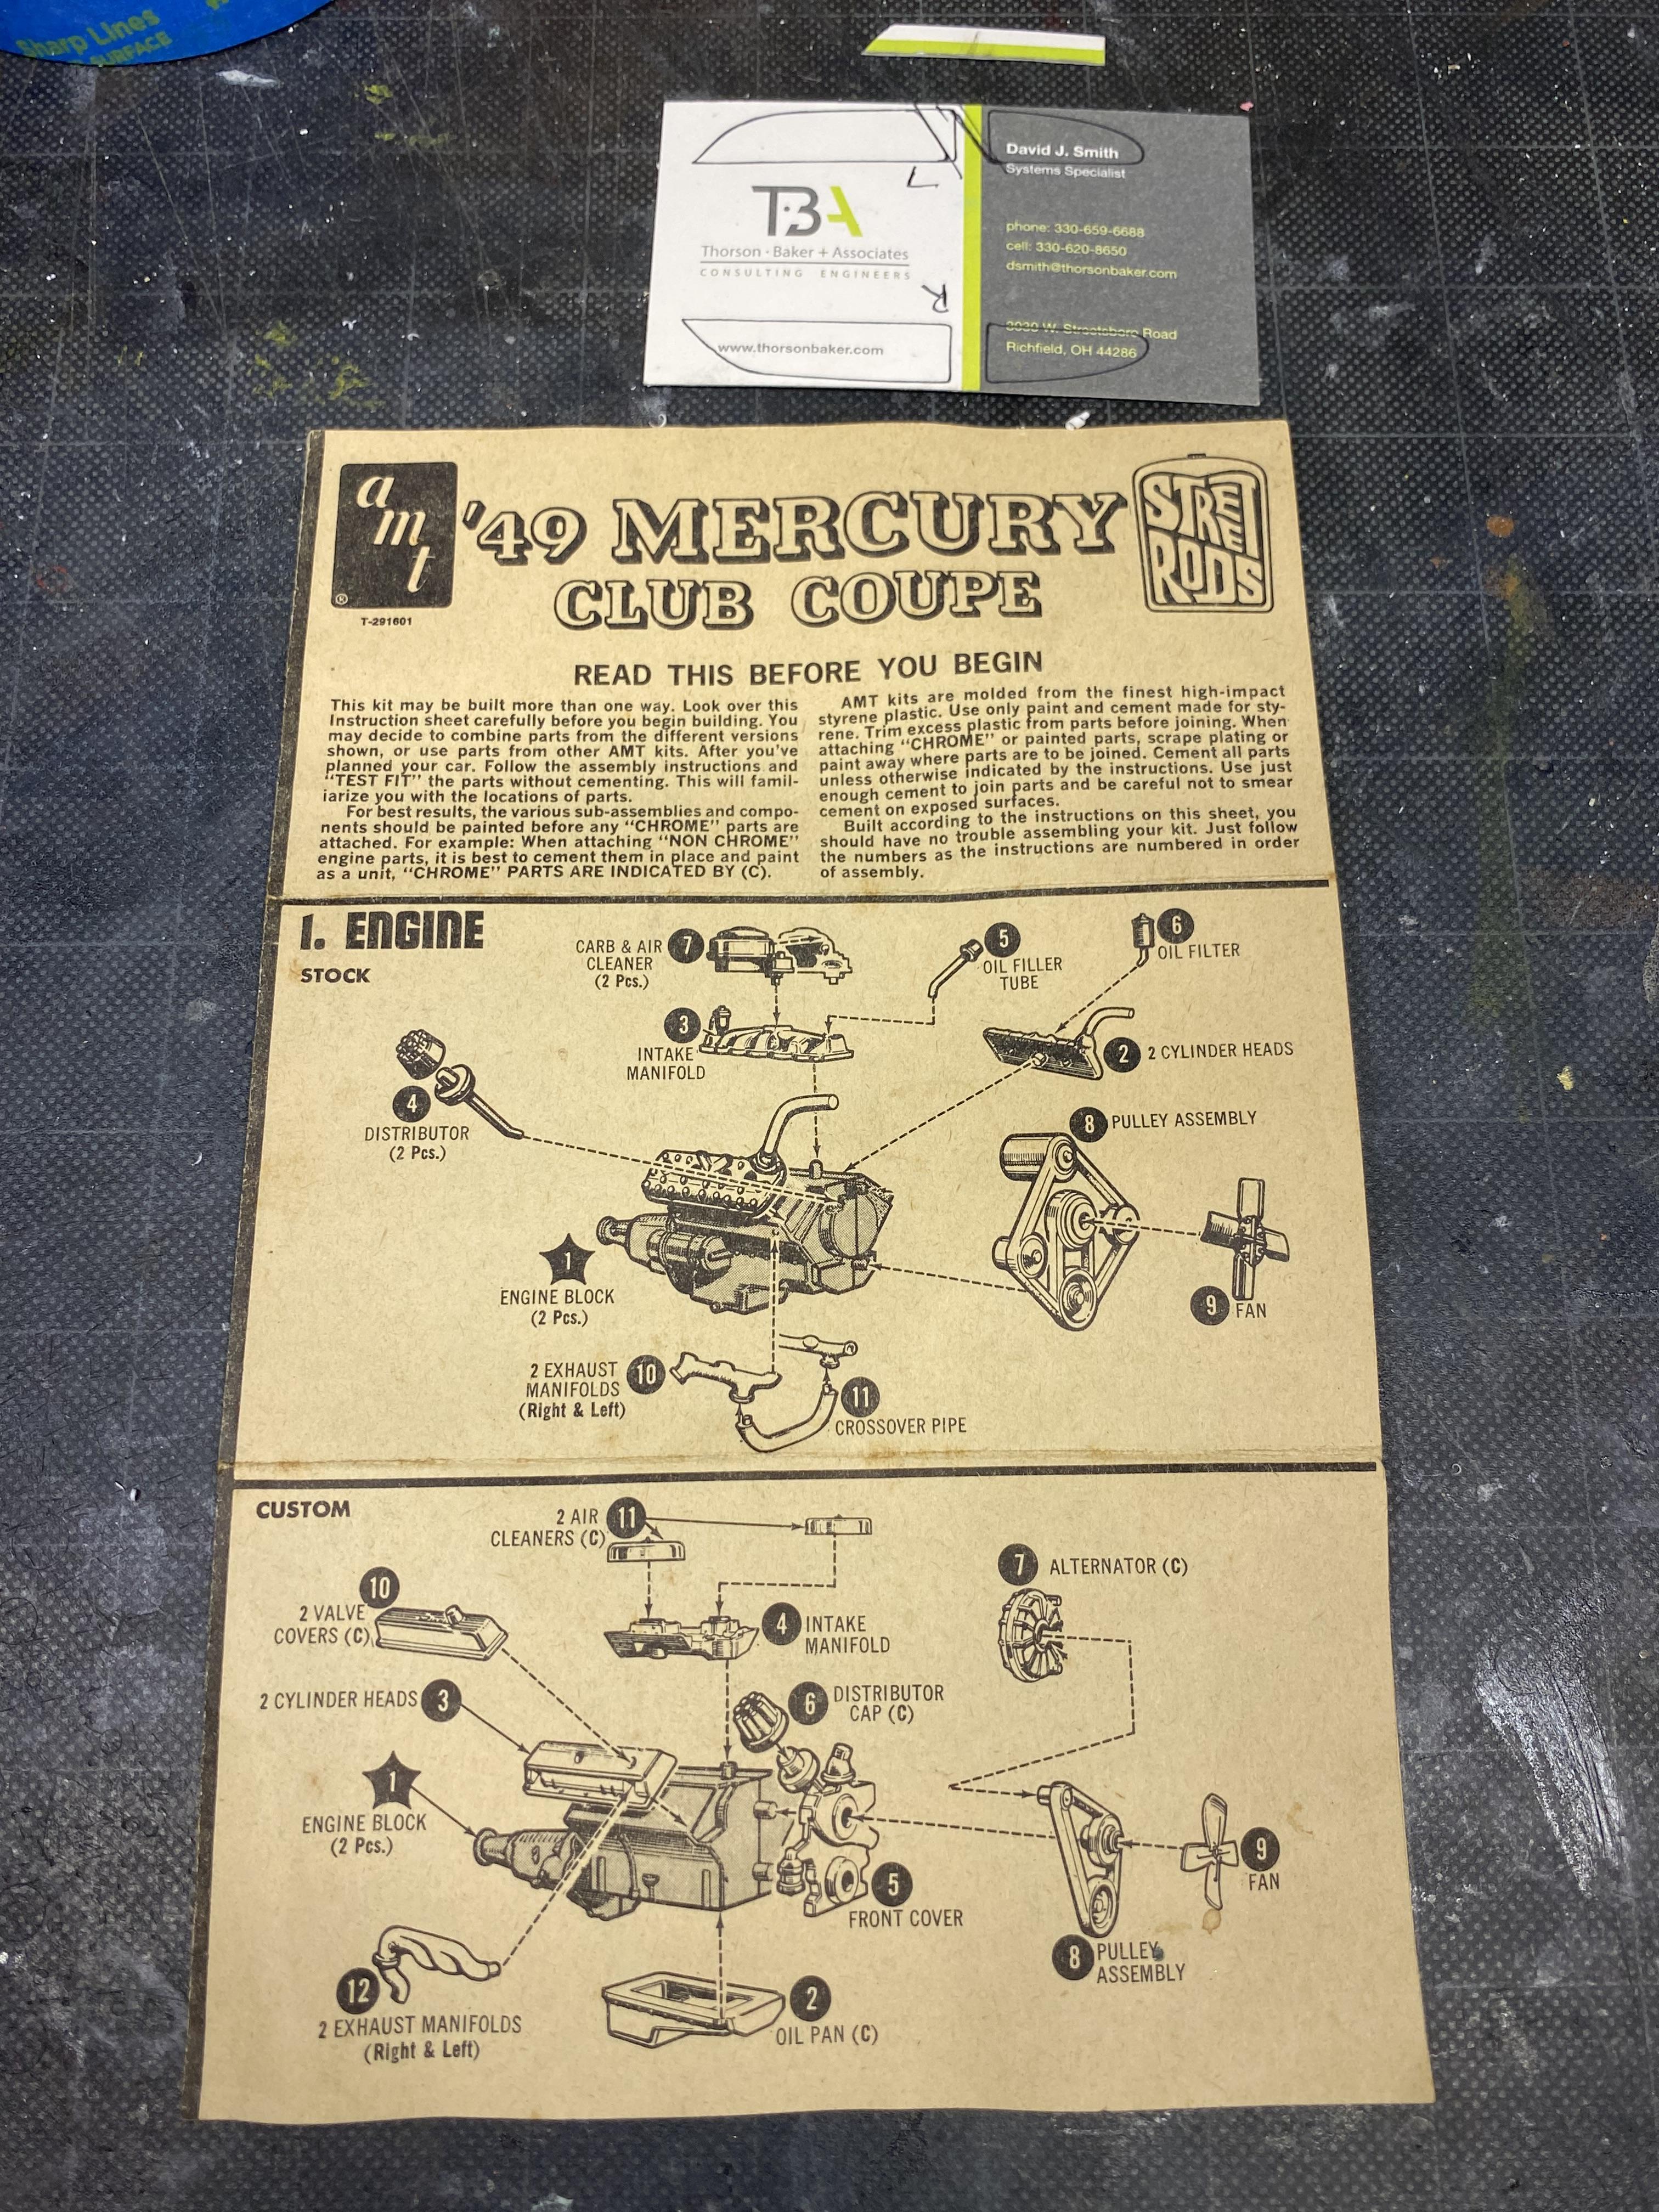 Sharp Lines
SURFACE
David J. Smith
Systems Specialist
L
TBA
Thorson · Baker + Associates
CONSULTING ENGINEERS
phone: 330-659-6688
cell: 330-620-8650
dsmith@thorsonbaker.com
R
www.thorsonbaker.com
3030 W. Streetsboro Road
Richfield, OH 44286
amt
®
T-291601
'49 MERCURY
CLUB COUPE
STREET
RODS
READ THIS BEFORE YOU BEGIN
This kit may be built more than one way. Look over this
Instruction sheet carefully before you begin building. You
may decide to combine parts from the different versions
shown, or use parts from other AMT kits. After you've
planned your car. Follow the assembly instructions and
"TEST FIT" the parts without cementing. This will famil-
iarize you with the locations of parts.
For best results, the various sub-assemblies and compo-
nents should be painted before any "CHROME" parts are
attached. For example: When attaching "NON CHROME"
engine parts, it is best to cement them in place and paint
as a unit, "CHROME" PARTS ARE INDICATED BY (C).
AMT kits are molded from the finest high-impact
styrene plastic. Use only paint and cement made for sty-
rene. Trim excess plastic from parts before joining. When
attaching "CHROME" or painted parts, scrape plating or
paint away where parts are to be joined. Cement all parts
unless otherwise indicated by the instructions. Use just
enough cement to join parts and be careful not to smear
cement on exposed surfaces.
Built according to the instructions on this sheet, you
should have no trouble assembling your kit. Just follow
the numbers as the instructions are numbered in order
of assembly.
1. ENGINE
STOCK
CARB & AIR
CLEANER
(2 Pcs.)
7
5
OIL FILLER
TUBE
6
OIL FILTER
3
INTAKE
MANIFOLD
2
2 CYLINDER HEADS
4
DISTRIBUTOR
(2 Pcs.)
8
PULLEY ASSEMBLY
1
ENGINE BLOCK
(2 Pcs.)
9
FAN
2 EXHAUST
MANIFOLDS
(Right & Left)
10
11
CROSSOVER PIPE
CUSTOM
2 AIR
CLEANERS (C)
11
7
ALTERNATOR (C)
10
2 VALVE
COVERS (C)
4
INTAKE
MANIFOLD
2 CYLINDER HEADS
3
6
DISTRIBUTOR
CAP (C)
1
ENGINE BLOCK
(2 Pcs.)
5
FRONT COVER
9
FAN
8
PULLEY
ASSEMBLY
12
2 EXHAUST MANIFOLDS
(Right & Left)
2
OIL PAN (C)